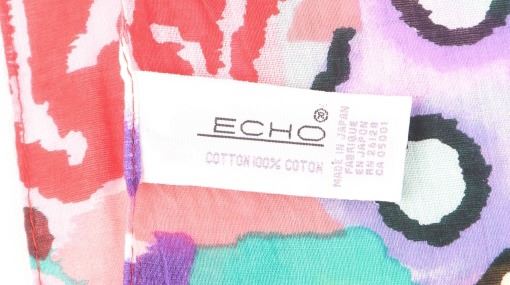 ECHO®
COTTON 100% COTON
MADE IN JAPAN
FABRIQUE
EN JAPON
RN 26128
CA 05001